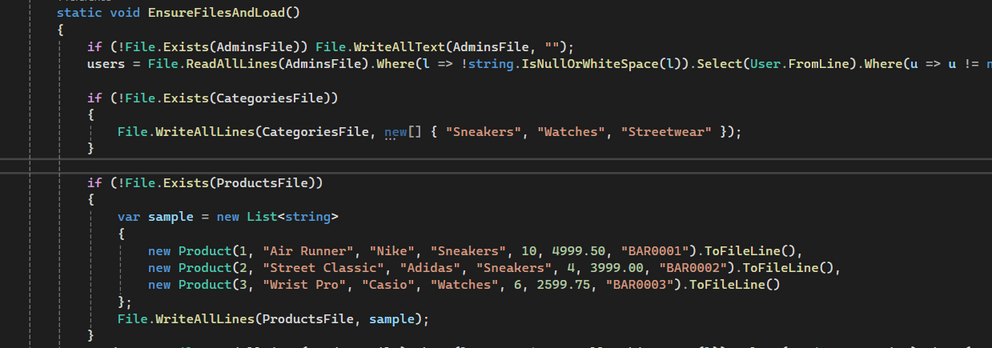 static void EnsureFilesAndLoad()
{
if (!File.Exists(AdminsFile)) File.WriteAllText(AdminsFile, "");
users = File.ReadAllLines(AdminsFile).Where(l => !string.IsNullOrWhiteSpace(l)).Select(User.FromLine).Where(u => u != n
if (!File.Exists(CategoriesFile))
{
File.WriteAllLines(CategoriesFile, new[] { "Sneakers", "Watches", "Streetwear" });
}
if (!File.Exists(ProductsFile))
{
var sample = new List<string>
{
new Product(1, "Air Runner", "Nike", "Sneakers", 10, 4999.50, "BAR0001").ToFileLine(),
new Product(2, "Street Classic", "Adidas", "Sneakers", 4, 3999.00, "BAR0002").ToFileLine(),
new Product(3, "Wrist Pro", "Casio", "Watches", 6, 2599.75, "BAR0003").ToFileLine()
};
File.WriteAllLines(ProductsFile, sample);
}